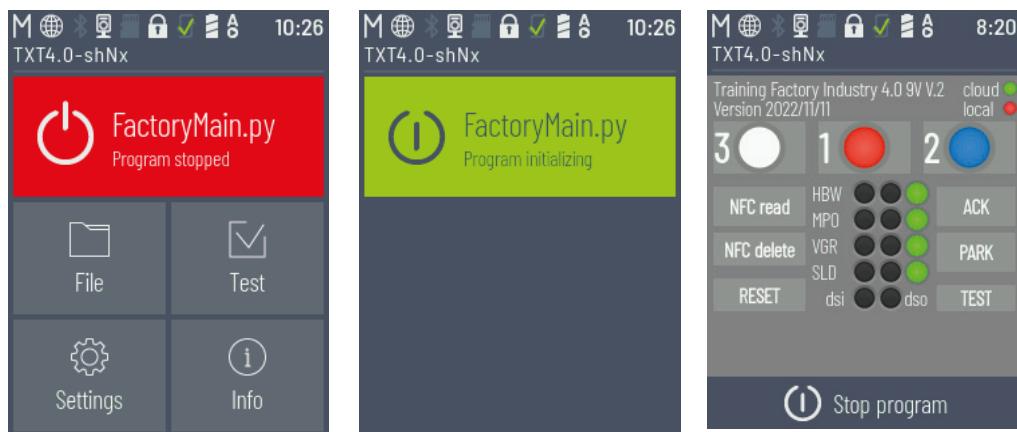 M 10:26
TXT4.0-shNx
FactoryMain.py
Program stopped
File
Test
Settings
Info
M 10:26
TXT4.0-shNx
FactoryMain.py
Program initializing
M 8:20
TXT4.0-shNx
Training Factory Industry 4.0 9V V.2 cloud
Version 2022/11/11 local
3 1 2
NFC read
NFC delete
RESET
HBW
MPO
VGR
SLD
dsi dso
ACK
PARK
TEST
Stop program